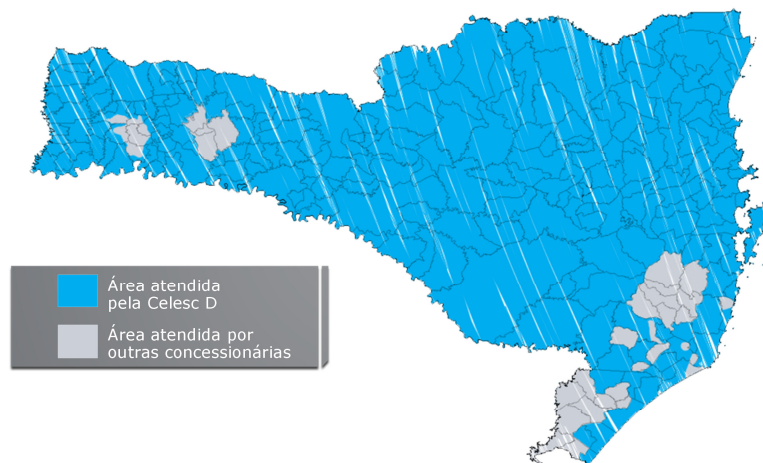 Área atendida
pela Celesc D
Área atendida por
outras concessionárias